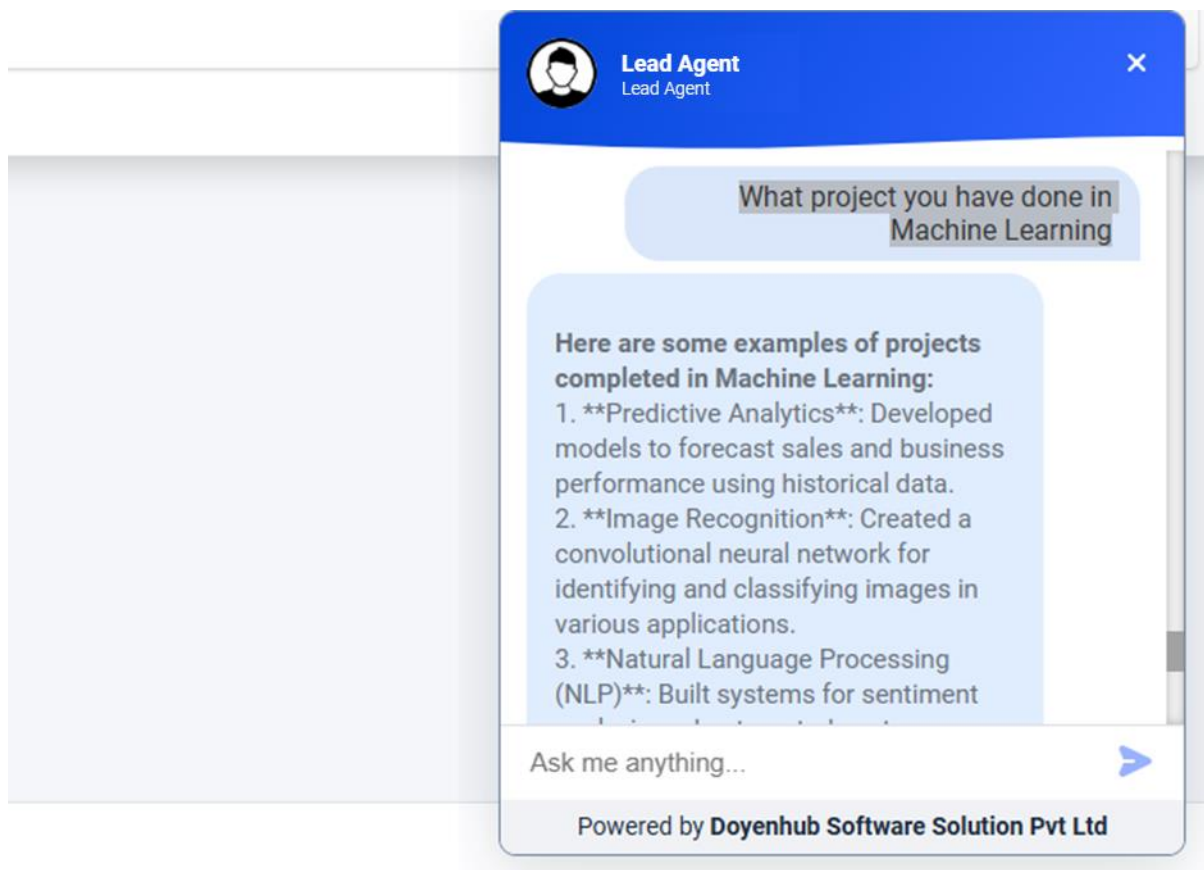 Lead Agent
Lead Agent
What project you have done in
Machine Learning
Here are some examples of projects
completed in Machine Learning:
1. **Predictive Analytics**: Developed
models to forecast sales and business
performance using historical data.
2. **Image Recognition**: Created a
convolutional neural network for
identifying and classifying images in
various applications.
3. **Natural Language Processing
(NLP)**: Built systems for sentiment
Ask me anything...
Powered by Doyenhub Software Solution Pvt Ltd